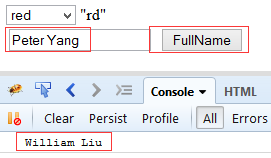 red "rd"
Peter Yang FullName
Console HTML
Clear Persist Profile All Errors
William Liu